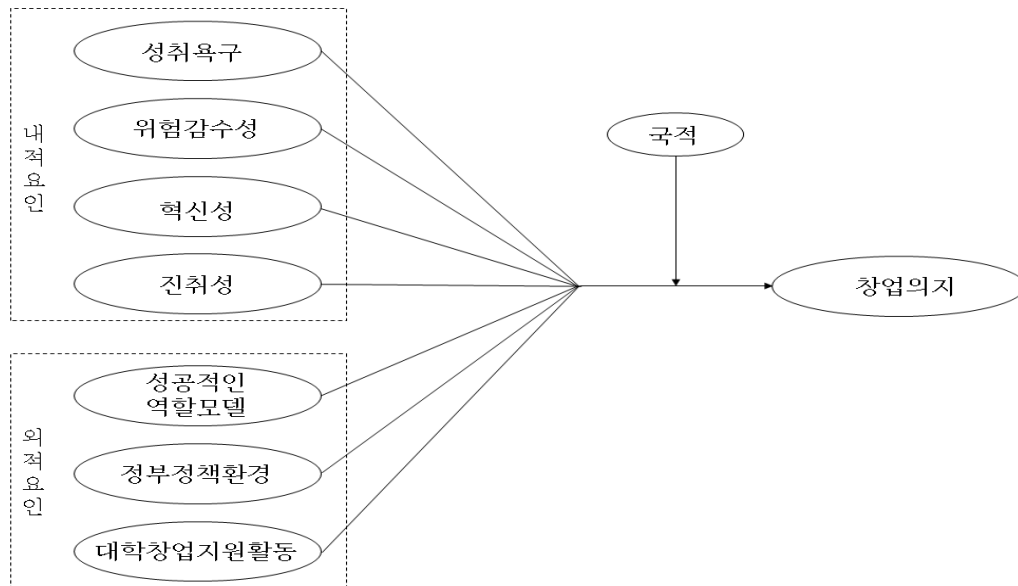 내적요인
성취욕구
위험감수성
혁신성
진취성
국적
창업의지
외적요인
성공적인
역할모델
정부정책환경
대학창업지원활동